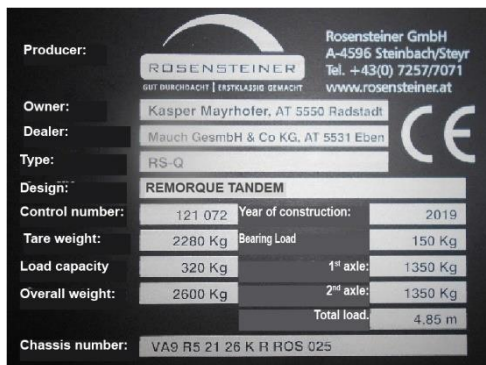 Producer:
ROSENSTEINER
GUT DURCHDACHT | ERSTKLASSIG GEMACHT
Rosensteiner GmbH
A-4596 Steinbach/Steyr
Tel. +43(0) 7257/7071
www.rosensteiner.at
Owner: Kasper Mayrhofer, AT 5550 Radstadt
Dealer: Mauch GesmbH & Co KG, AT 5531 Eben
CE
Type: RS-Q
Design: REMORQUE TANDEM
Control number: 121 072 Year of construction: 2019
Tare weight: 2280 Kg Bearing Load 150 Kg
Load capacity 320 Kg 1st axle: 1350 Kg
Overall weight: 2600 Kg 2nd axle: 1350 Kg
Total load. 4.85 m
Chassis number: VA9 R5 21 26 K R ROS 025